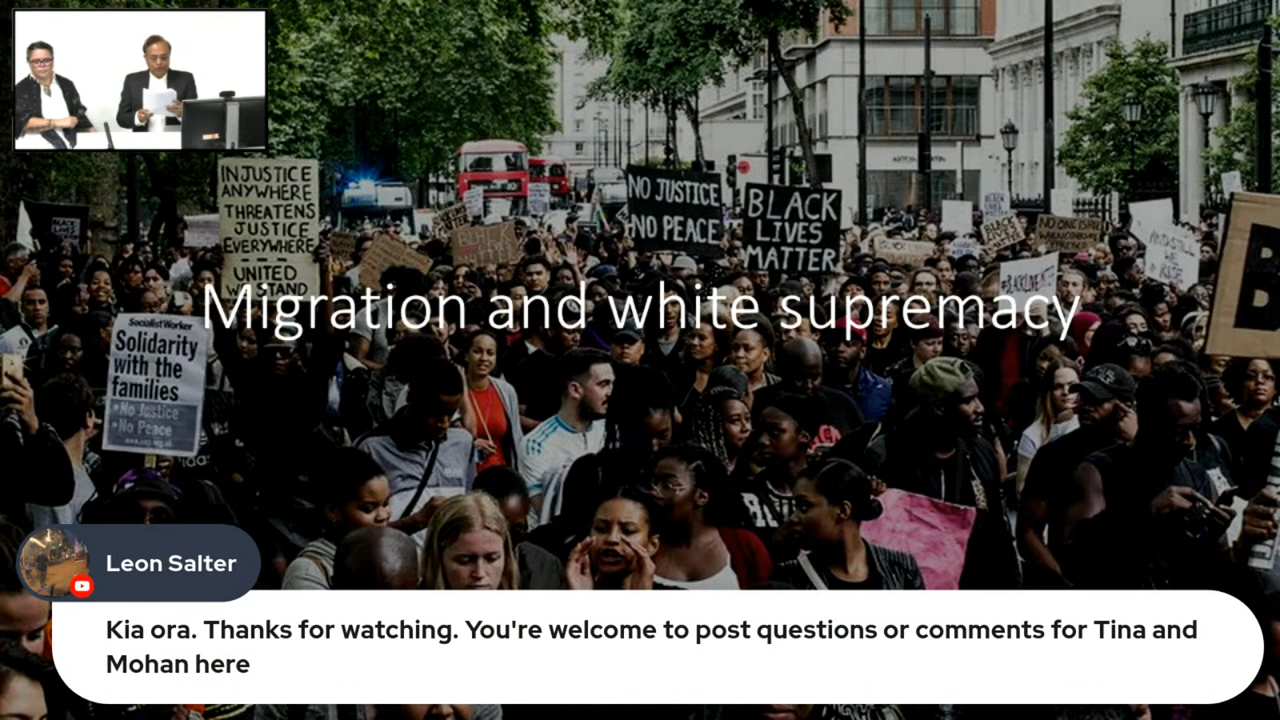 INJUSTICE
ANYWHERE
THREATENS
JUSTICE
EVERYWHERE
UNITED
WE STAND
NO JUSTICE
NO PEACE
BLACK
LIVES
MATTER
Migration and white supremacy
Socialist Worker
Solidarity
with the
families
• No Justice
• No Peace
Leon Salter
Kia ora. Thanks for watching. You're welcome to post questions or comments for Tina and
Mohan here